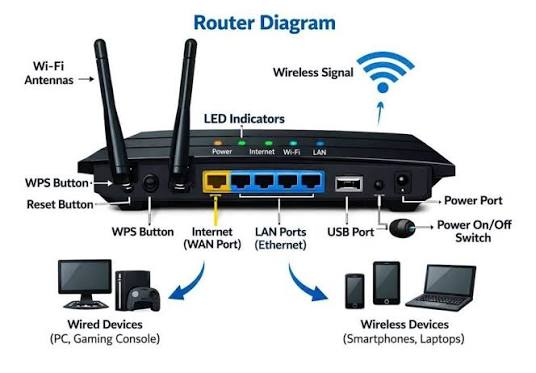 Router Diagram
Wi-Fi
Antennas
Wireless Signal
LED Indicators
Power Internet Wi-Fi LAN
WPS Button
Reset Button
Power Port
WPS Button
Internet
(WAN Port)
LAN Ports
(Ethernet)
USB Port
Power On/Off
Switch
Wired Devices
(PC, Gaming Console)
Wireless Devices
(Smartphones, Laptops)